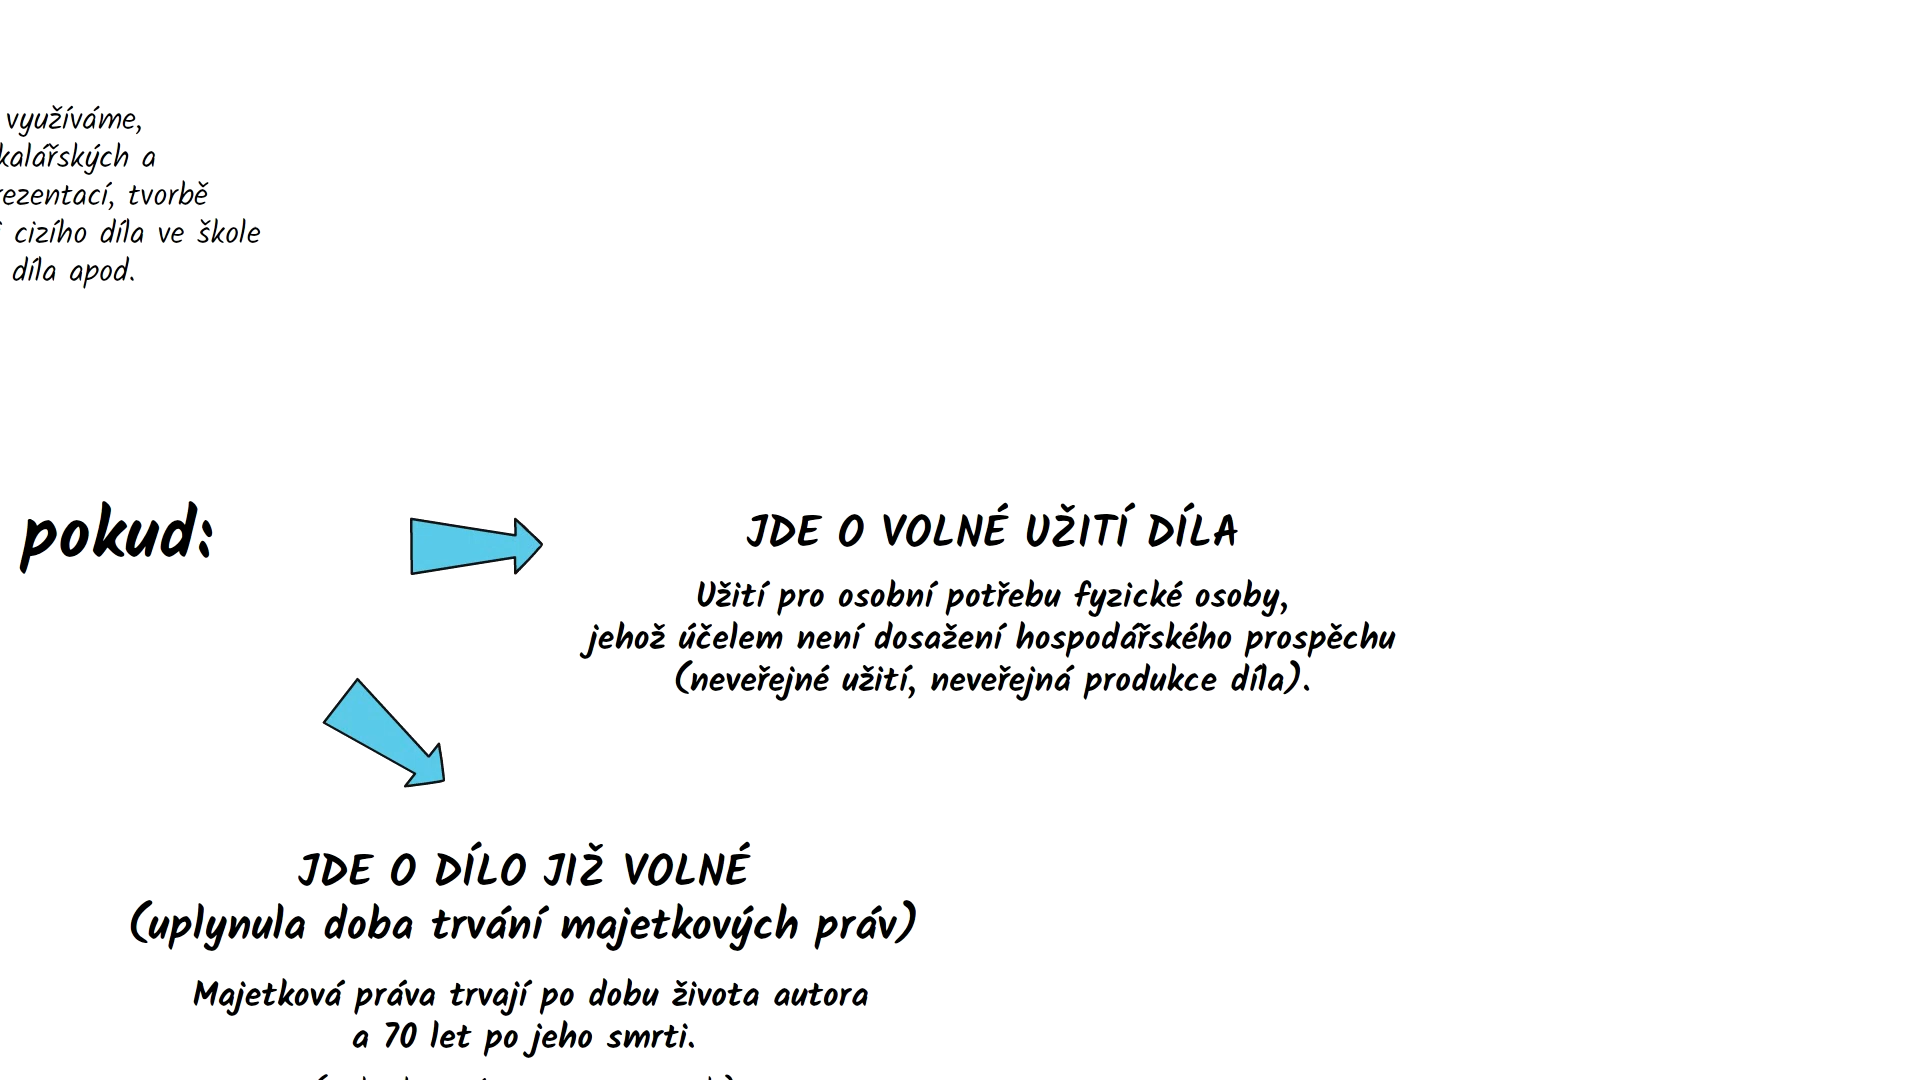 využíváme,
kalářských a
rezentací, tvorbě
cizího díla ve škole
díla apod.
pokud:
JDE O VOLNÉ UŽITÍ DÍLA
Užití pro osobní potřebu fyzické osoby,
jehož účelem není dosažení hospodářského prospěchu
(neveřejné užití, neveřejná produkce díla).
JDE O DÍLO JIŽ VOLNÉ
(uplynula doba trvání majetkových práv)
Majetková práva trvají po dobu života autora
a 70 let po jeho smrti.